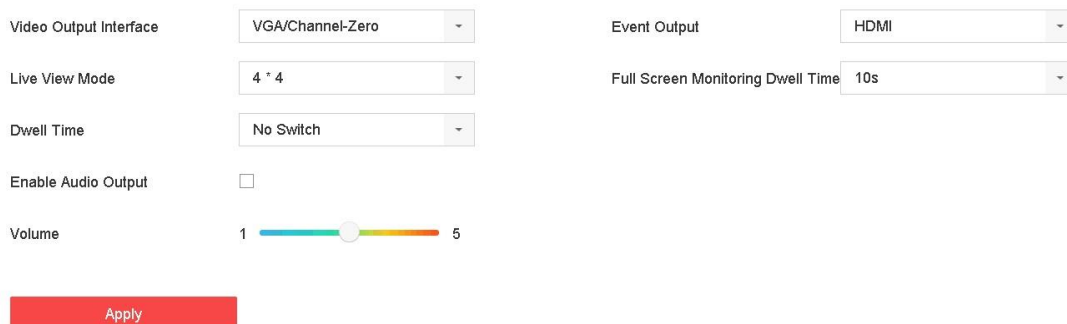 Video Output Interface VGA/Channel-Zero Event Output HDMI
Live View Mode 4 * 4 Full Screen Monitoring Dwell Time 10s
Dwell Time No Switch
Enable Audio Output
Volume 1 5
Apply